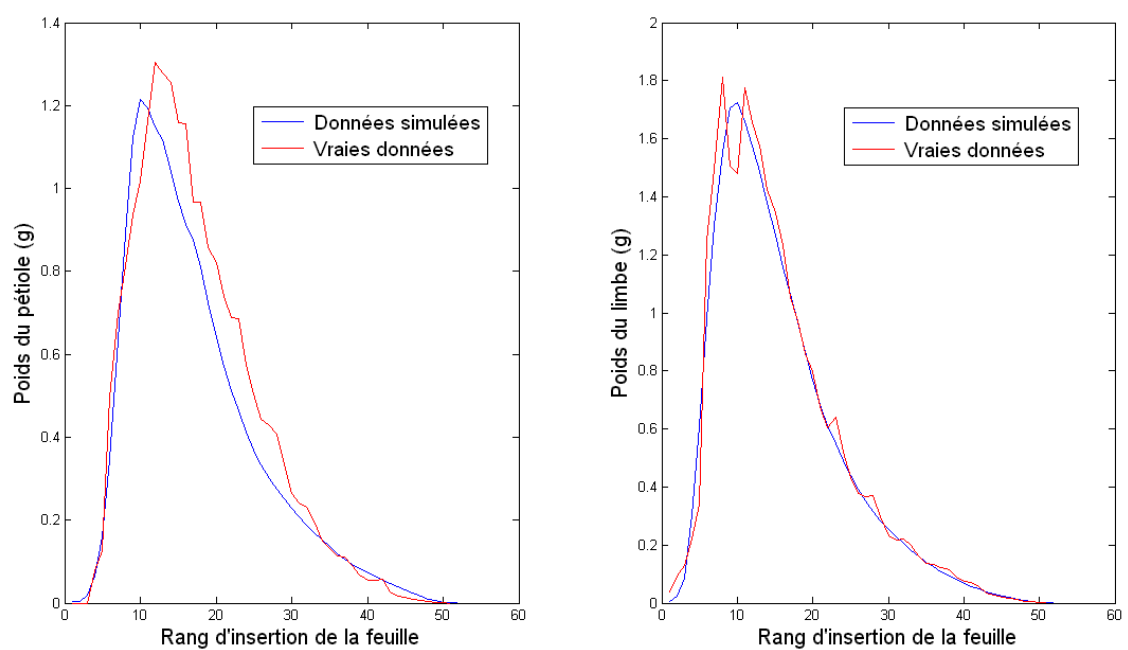 1.4
1.2
1
0.8
0.6
0.4
0.2
0
0 10 20 30 40 50 60
Poids du pétiole (g)
Rang d'insertion de la feuille
Données simulées
Vraies données
2
1.8
1.6
1.4
1.2
1
0.8
0.6
0.4
0.2
0
0 10 20 30 40 50 60
Poids du limbe (g)
Rang d'insertion de la feuille
Données simulées
Vraies données